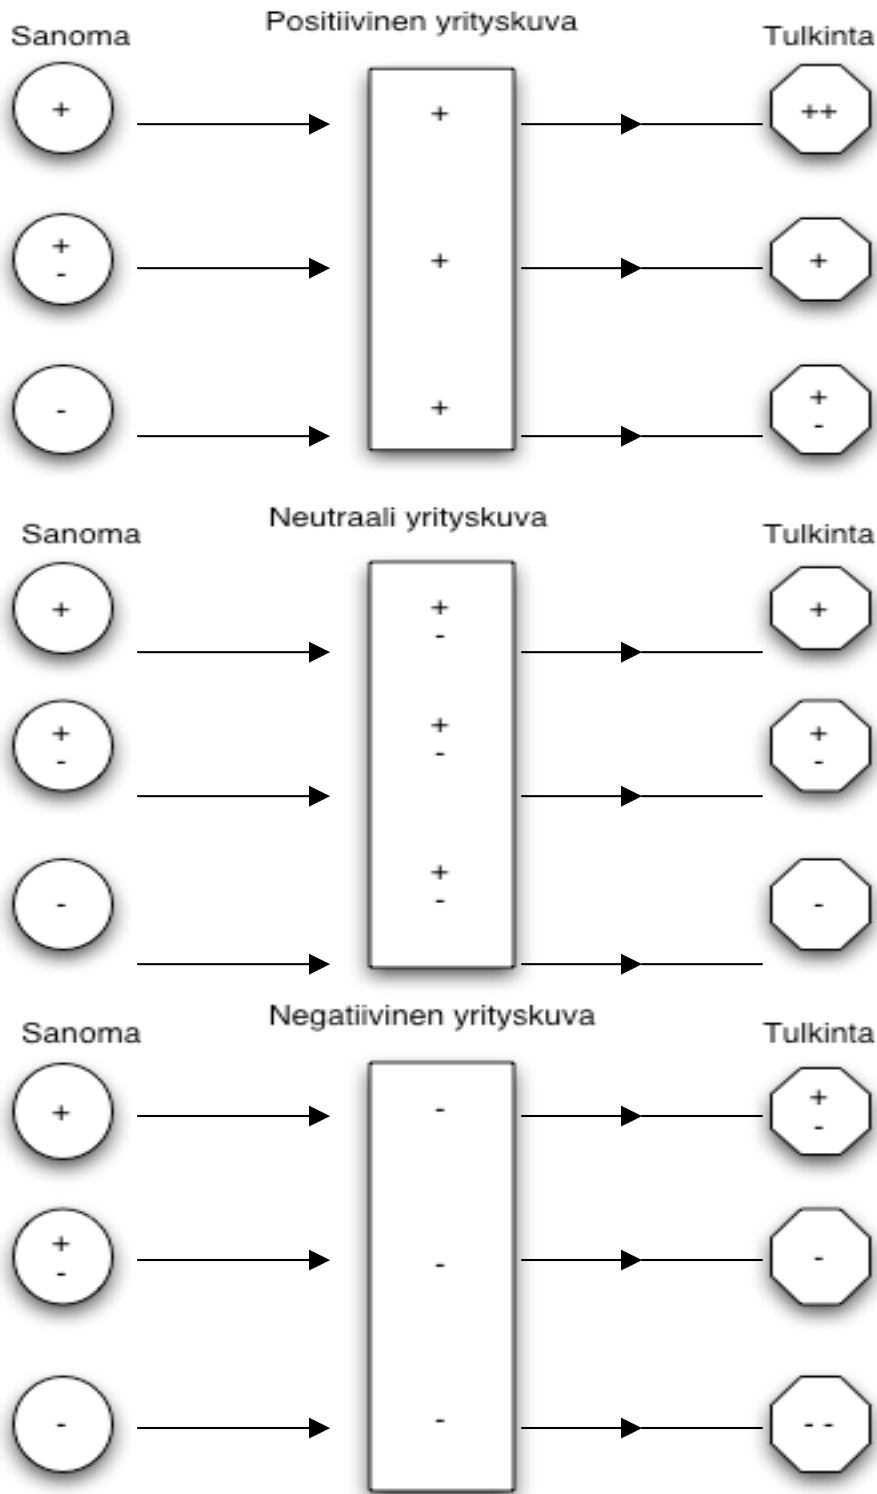 Sanoma Positiivinen yrityskuva Tulkinta
+ + ++
+ + +
-
- + +
-
Sanoma Neutraali yrityskuva Tulkinta
+ + +
-
+ + +
- - -
- + -
-
Sanoma Negatiivinen yrityskuva Tulkinta
+ - +
-
+ - -
-
- - - -